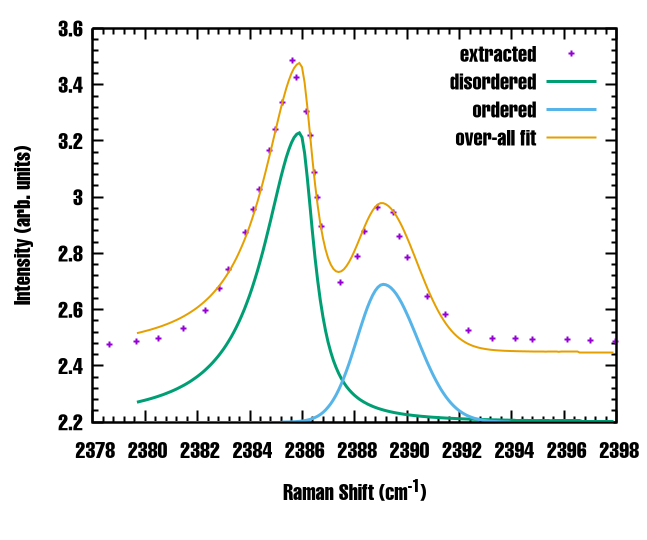 3.6
3.4
3.2
3
2.8
2.6
2.4
2.2
Intensity (arb. units)
extracted
disordered
ordered
over-all fit
2378 2380 2382 2384 2386 2388 2390 2392 2394 2396 2398
Raman Shift (cm⁻¹)